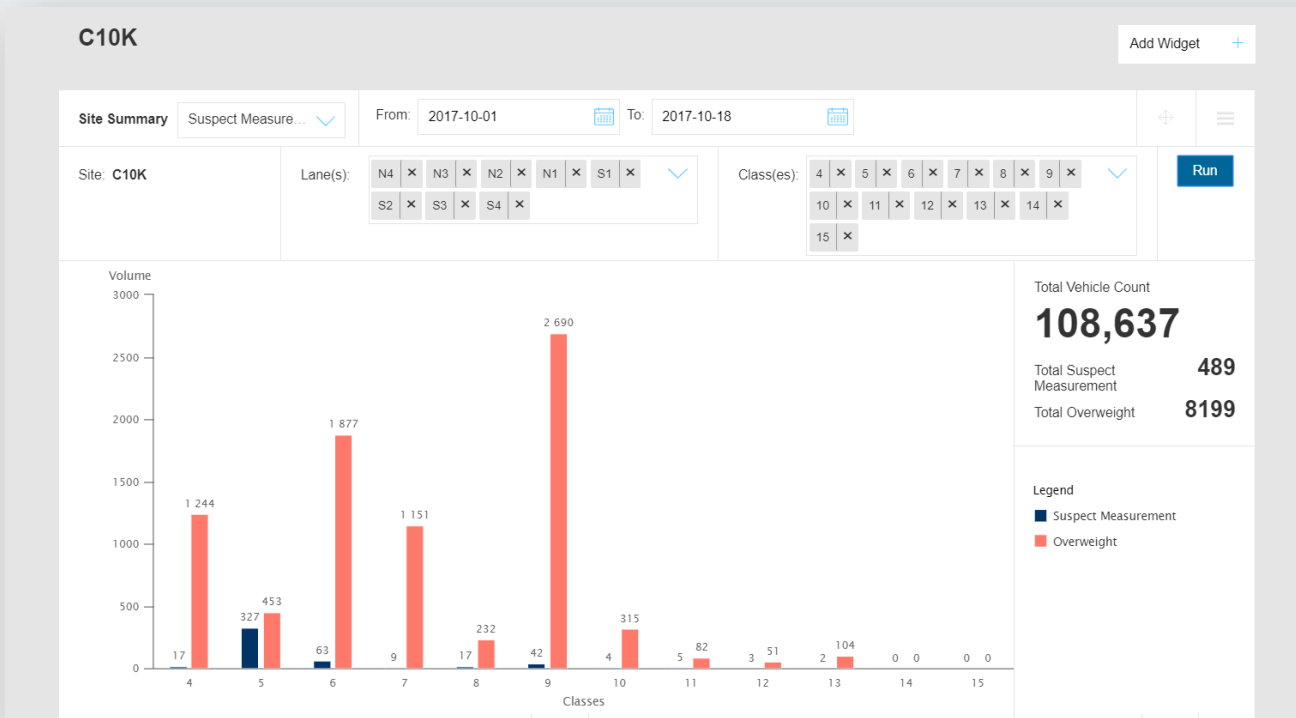 C10K
Add Widget +
Site Summary Suspect Measure... From: 2017-10-01 To: 2017-10-18
Site: C10K Lane(s): N4 × N3 × N2 × N1 × S1 × Class(es): 4 × 5 × 6 × 7 × 8 × 9 × Run
S2 × S3 × S4 × 10 × 11 × 12 × 13 × 14 ×
15 ×
Volume
3000
2500
2000
1500
1000
500
0
17 1 244
327 453
63 1 877
9 1 151
17 232
42 2 690
4 315
5 82
3 51
2 104
0 0
0 0
4 5 6 7 8 9 10 11 12 13 14 15
Classes
Total Vehicle Count
108,637
Total Suspect
Measurement 489
Total Overweight 8199
Legend
Suspect Measurement
Overweight